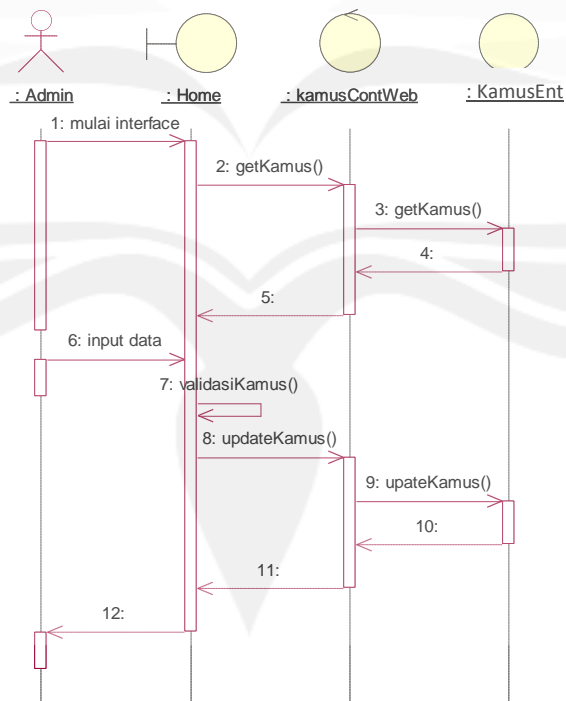 : Admin
: Home
: kamusContWeb
: KamusEnt
1: mulai interface
2: getKamus()
3: getKamus()
4:
5:
6: input data
7: validasiKamus()
8: updateKamus()
9: upateKamus()
10:
11:
12: